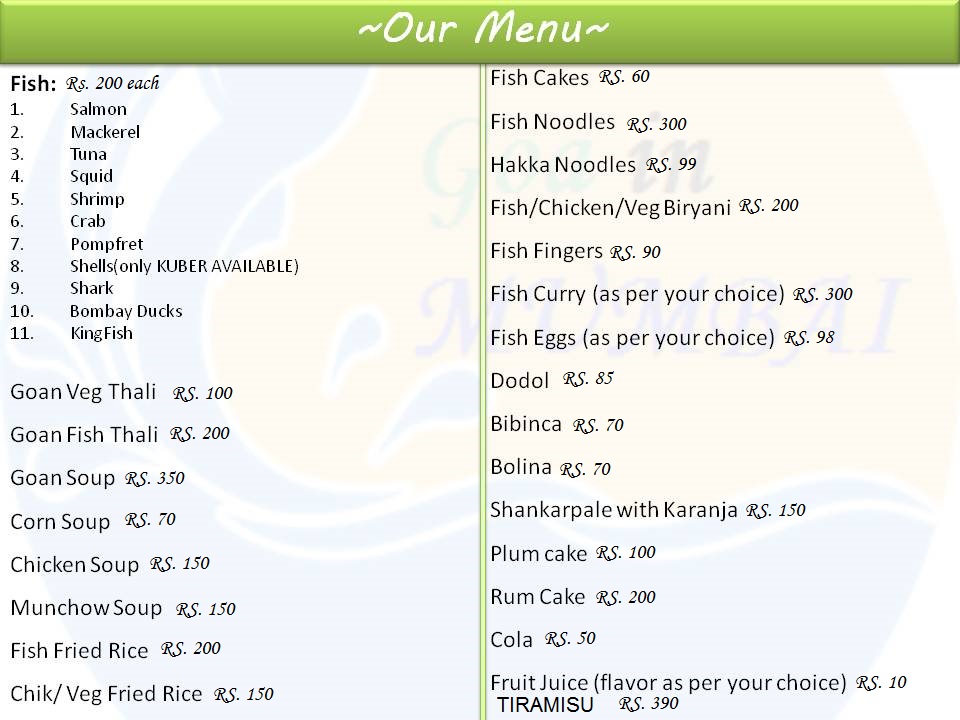 ~Our Menu~
Fish: Rs. 200 each
1. Salmon
2. Mackerel
3. Tuna
4. Squid
5. Shrimp
6. Crab
7. Pompfret
8. Shells(only KUBER AVAILABLE)
9. Shark
10. Bombay Ducks
11. KingFish
Goan Veg Thali RS. 100
Goan Fish Thali RS. 200
Goan Soup RS. 350
Corn Soup RS. 70
Chicken Soup RS. 150
Munchow Soup RS. 150
Fish Fried Rice RS. 200
Chik/ Veg Fried Rice RS. 150
Fish Cakes RS. 60
Fish Noodles RS. 300
Hakka Noodles RS. 99
Fish/Chicken/Veg Biryani RS. 200
Fish Fingers RS. 90
Fish Curry (as per your choice) RS. 300
Fish Eggs (as per your choice) RS. 98
Dodol RS. 85
Bibinca RS. 70
Bolina RS. 70
Shankarpale with Karanja RS. 150
Plum cake RS. 100
Rum Cake RS. 200
Cola RS. 50
Fruit Juice (flavor as per your choice) RS. 10
TIRAMISU RS. 390
Goa in
MUMBAI